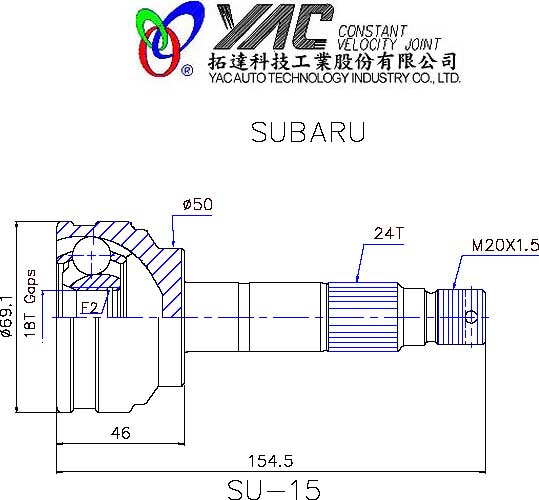 YAC CONSTANT
VELOCITY JOINT
®
拓達科技工業股份有限公司
YAC AUTO TECHNOLOGY INDUSTRY CO., LTD.
SUBARU
Ø50
24T
M20X1.5
Ø69.1
18T Gaps
F2
46
154.5
SU-15